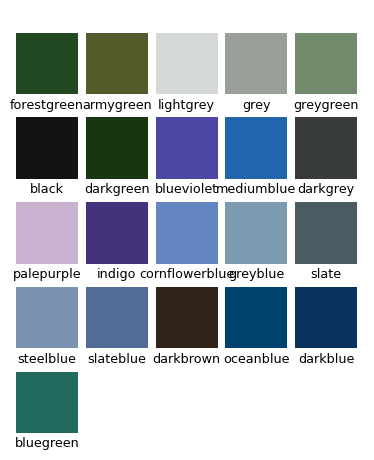 forestgreen armygreen lightgrey grey greygreen
black darkgreen blueviolet mediumblue darkgrey
palepurple indigo cornflowerblue greyblue slate
steelblue slateblue darkbrown oceanblue darkblue
bluegreen